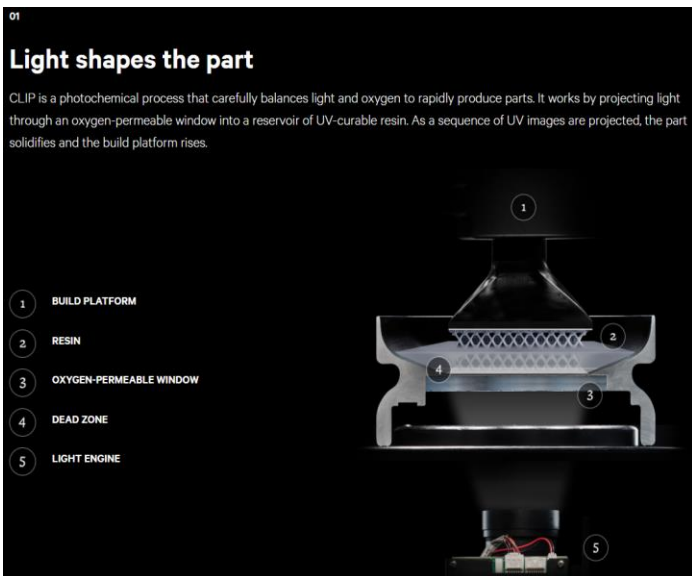 01
Light shapes the part
CLIP is a photochemical process that carefully balances light and oxygen to rapidly produce parts. It works by projecting light
through an oxygen-permeable window into a reservoir of UV-curable resin. As a sequence of UV images are projected, the part
solidifies and the build platform rises.
1
1 BUILD PLATFORM
2 RESIN
2
3 OXYGEN-PERMEABLE WINDOW
4
3
4 DEAD ZONE
5 LIGHT ENGINE
5